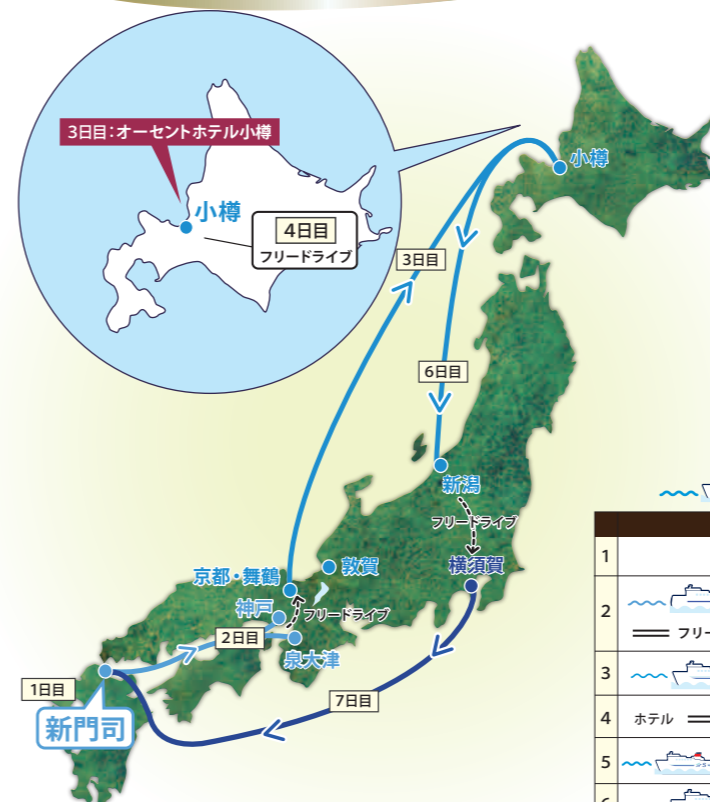 3日目：オーセントホテル小樽
小樽
4日目
フリードライブ
小樽
3日目
6日目
新潟
フリードライブ
横須賀
京都・舞鶴
敦賀
神戸
フリードライブ
2日目
泉大津
1日目
新門司
7日目
1
2
フリー
3
4 ホテル
5
6